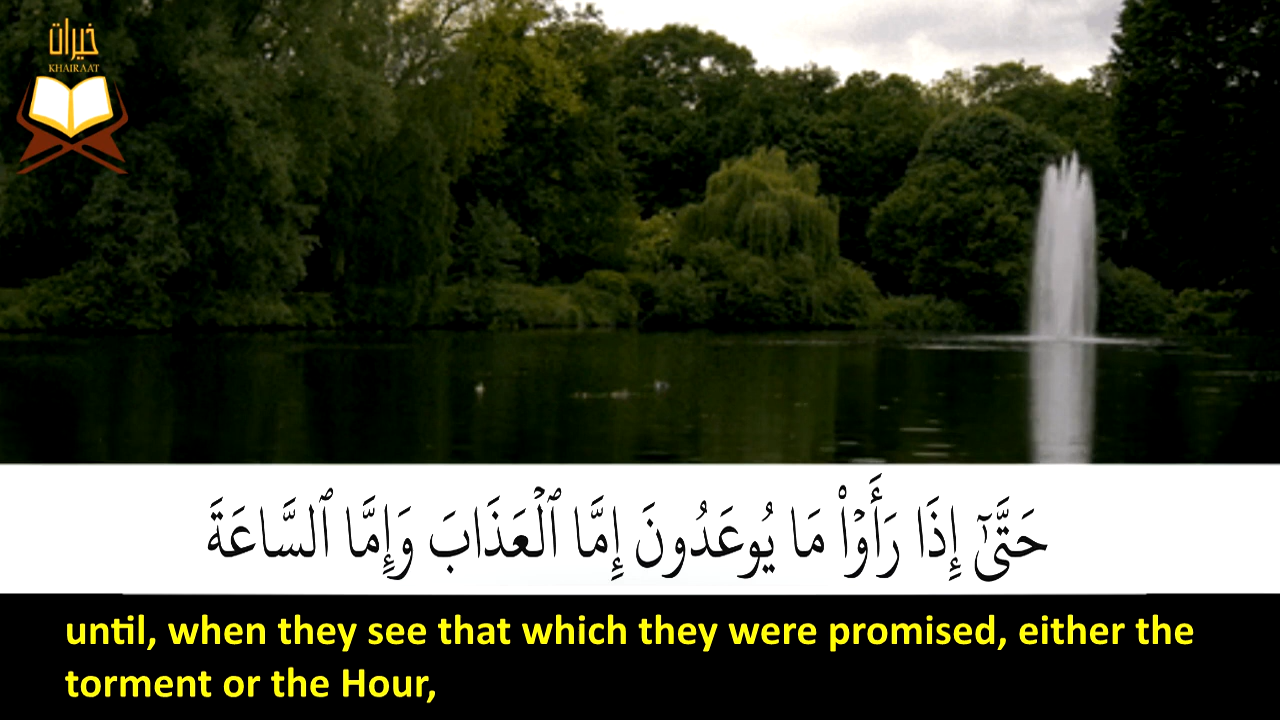 خيرات
KHAIRAAT
حَتَّىٰٓ إِذَا رَأَوْا۟ مَا يُوعَدُونَ إِمَّا ٱلْعَذَابَ وَإِمَّا ٱلسَّاعَةَ
until, when they see that which they were promised, either the
torment or the Hour,